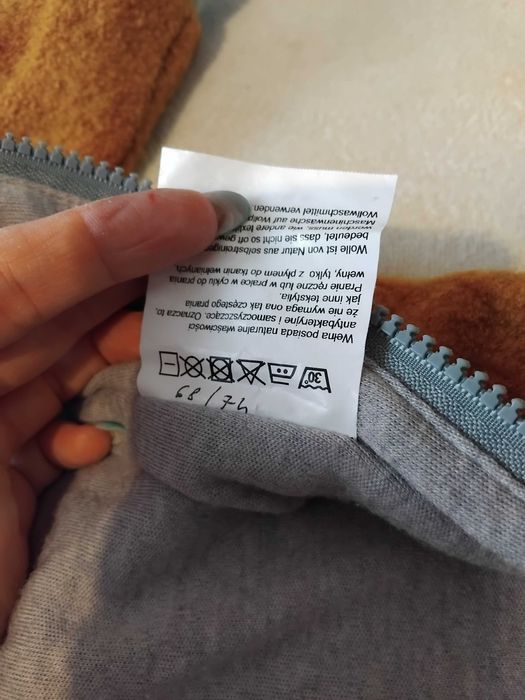 68/74
30°
Wełna posiada naturalne właściwości
antybakteryjne i samoczyszczące. Oznacza to,
że nie wymaga ona tak częstego prania
jak inne tekstylia.
Pranie ręczne lub w pralce w cyklu do prania
wełny, tylko z płynem do tkanin wełnianych.
Wolle ist von Natur aus selbstreinigend
bedeutet, dass sie nicht so oft
werden muss, wie andere
Maschinenwäsche auf
Wollwaschmittel verwenden.